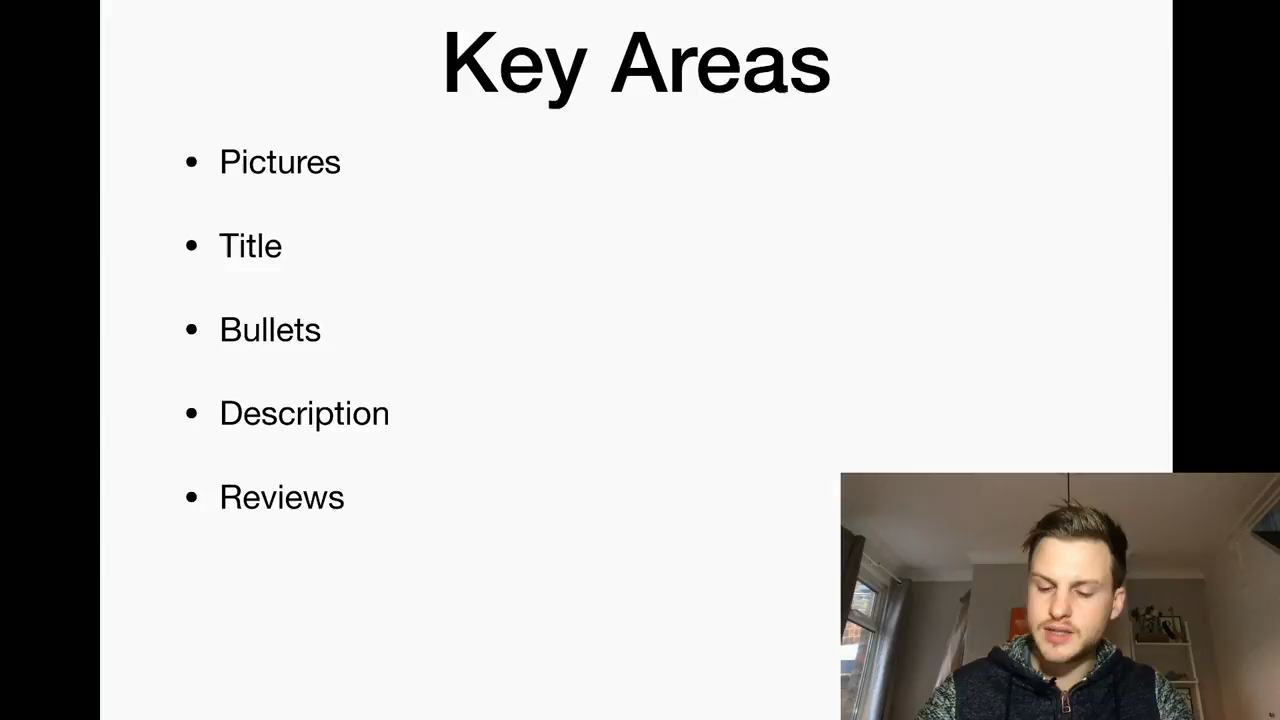 Key Areas
• Pictures
• Title
• Bullets
• Description
• Reviews